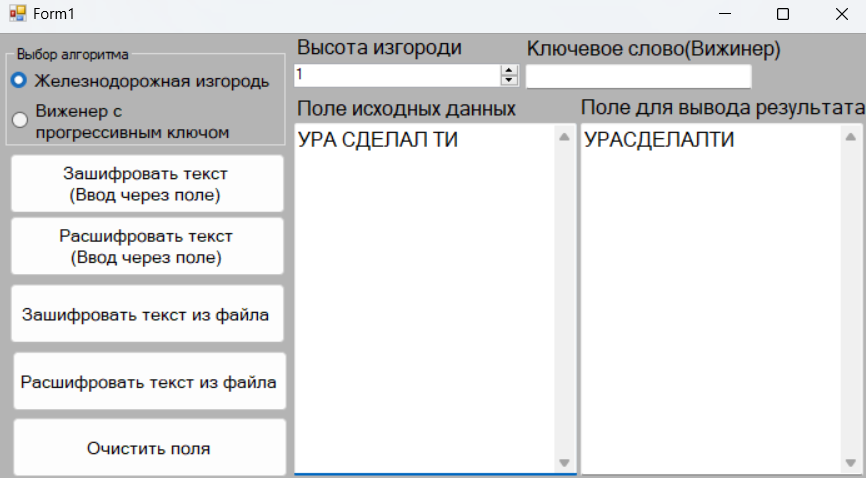 Form1
Выбор алгоритма
Железнодорожная изгородь
Виженер с
прогрессивным ключом
Зашифровать текст
(Ввод через поле)
Расшифровать текст
(Ввод через поле)
Зашифровать текст из файла
Расшифровать текст из файла
Очистить поля
Высота изгороди
1
Ключевое слово(Вижинер)
Поле исходных данных
УРА СДЕЛАЛ ТИ
Поле для вывода результата
УРАСДЕЛАЛТИ